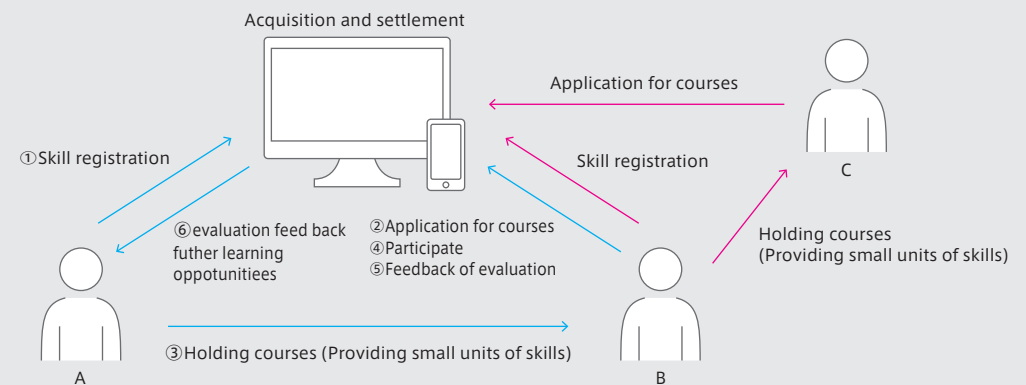 Acquisition and settlement
Application for courses
①Skill registration
Skill registration
C
⑥evaluation feed back
futher learning
oppotunitiees
②Application for courses
④Participate
⑤Feedback of evaluation
Holding courses
(Providing small units of skills)
③Holding courses (Providing small units of skills)
A
B